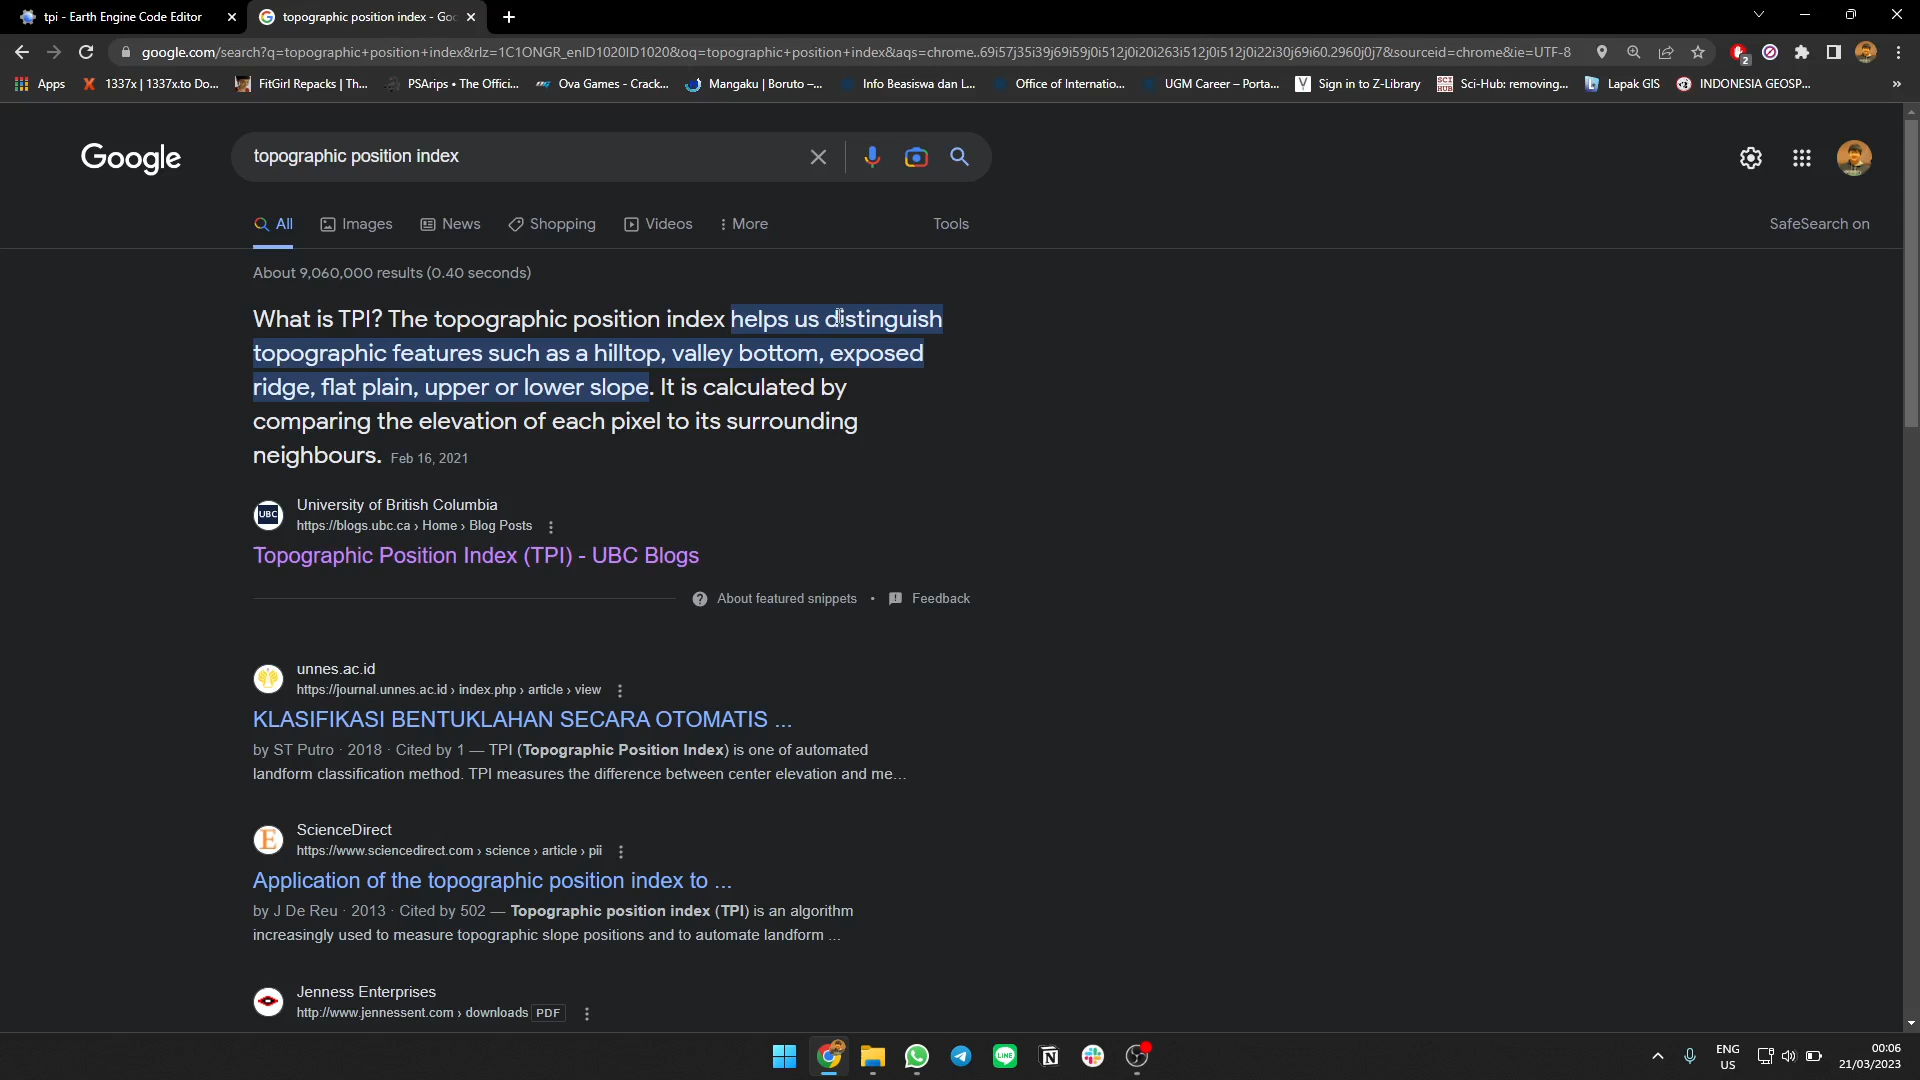 tpi - Earth Engine Code Editor
topographic position index - Goo
google.com/search?q=topographic+position+index&rlz=1C1ONGR_enID1020ID1020&oq=topographic+position+index&aqs=chrome..69i57j35i39j69i59j0i512j0i20i263i512j0i512j0i22i30j69i60.2960j0j7&sourceid=chrome&ie=UTF-8
2
Apps
1337x | 1337x.to Do...
FitGirl Repacks | Th...
PSArips • The Offici...
Ova Games - Crack...
Mangaku | Boruto –...
Info Beasiswa dan L...
Office of Internatio...
UGM Career – Porta...
Sign in to Z-Library
Sci-Hub: removing...
Lapak GIS
INDONESIA GEOSP...
»
Google
topographic position index
All
Images
News
Shopping
Videos
More
Tools
SafeSearch on
About 9,060,000 results (0.40 seconds)
What is TPI? The topographic position index helps us distinguish
topographic features such as a hilltop, valley bottom, exposed
ridge, flat plain, upper or lower slope. It is calculated by
comparing the elevation of each pixel to its surrounding
neighbours. Feb 16, 2021
UBC
University of British Columbia
https://blogs.ubc.ca › Home › Blog Posts
Topographic Position Index (TPI) - UBC Blogs
About featured snippets • Feedback
unnes.ac.id
https://journal.unnes.ac.id › index.php › article › view
KLASIFIKASI BENTUKLAHAN SECARA OTOMATIS ...
by ST Putro · 2018 · Cited by 1 — TPI (Topographic Position Index) is one of automated
landform classification method. TPI measures the difference between center elevation and me...
E
ScienceDirect
https://www.sciencedirect.com › science › article › pii
Application of the topographic position index to ...
by J De Reu · 2013 · Cited by 502 — Topographic position index (TPI) is an algorithm
increasingly used to measure topographic slope positions and to automate landform ...
Jenness Enterprises
http://www.jennessent.com › downloads PDF
ENG
US
00:06
21/03/2023